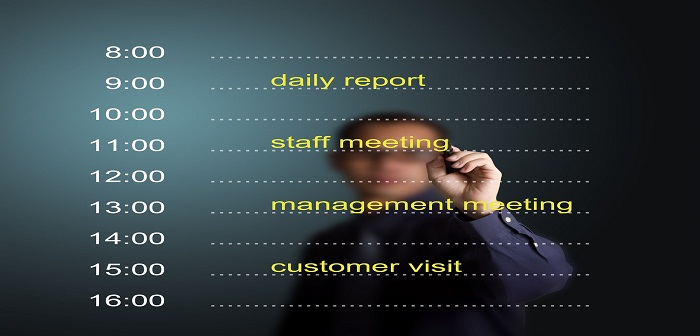 8:00
9:00 daily report
10:00
11:00 staff meeting
12:00
13:00 management meeting
14:00
15:00 customer visit
16:00